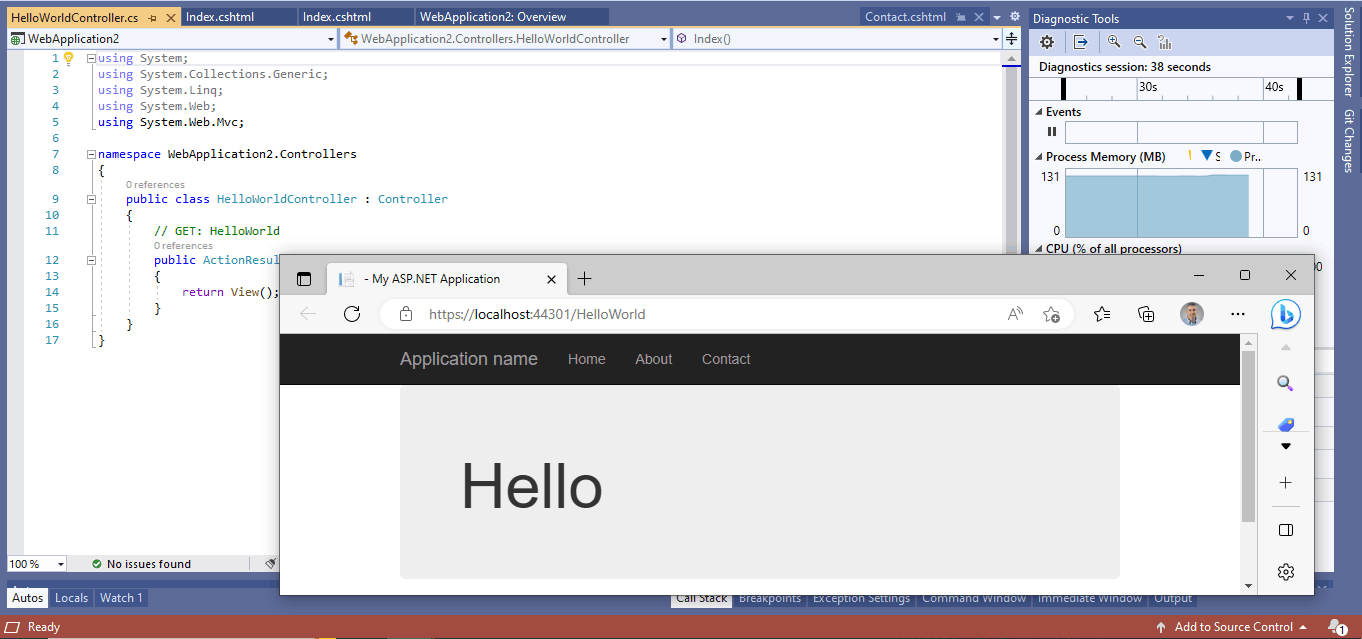 HelloWorldController.cs
Index.cshtml
Index.cshtml
WebApplication2: Overview
Contact.cshtml
WebApplication2
WebApplication2.Controllers.HelloWorldController
Index()
1 using System;
2 using System.Collections.Generic;
3 using System.Linq;
4 using System.Web;
5 using System.Web.Mvc;
6
7 namespace WebApplication2.Controllers
8 {
0 references
9 public class HelloWorldController : Controller
10 {
11 // GET: HelloWorld
0 references
12 public ActionResul
13 {
14 return View();
15 }
16 }
17 }
100 %
No issues found
Diagnostic Tools
Diagnostics session: 38 seconds
30s
40s
Events
Process Memory (MB)
S
Pr..
131
131
0
0
CPU (% of all processors)
Solution Explorer
Git Changes
- My ASP.NET Application
https://localhost:44301/HelloWorld
Application name
Home
About
Contact
Hello
Autos
Locals
Watch 1
Call Stack
Breakpoints
Exception Settings
Command Window
Immediate Window
Output
Ready
Add to Source Control
1